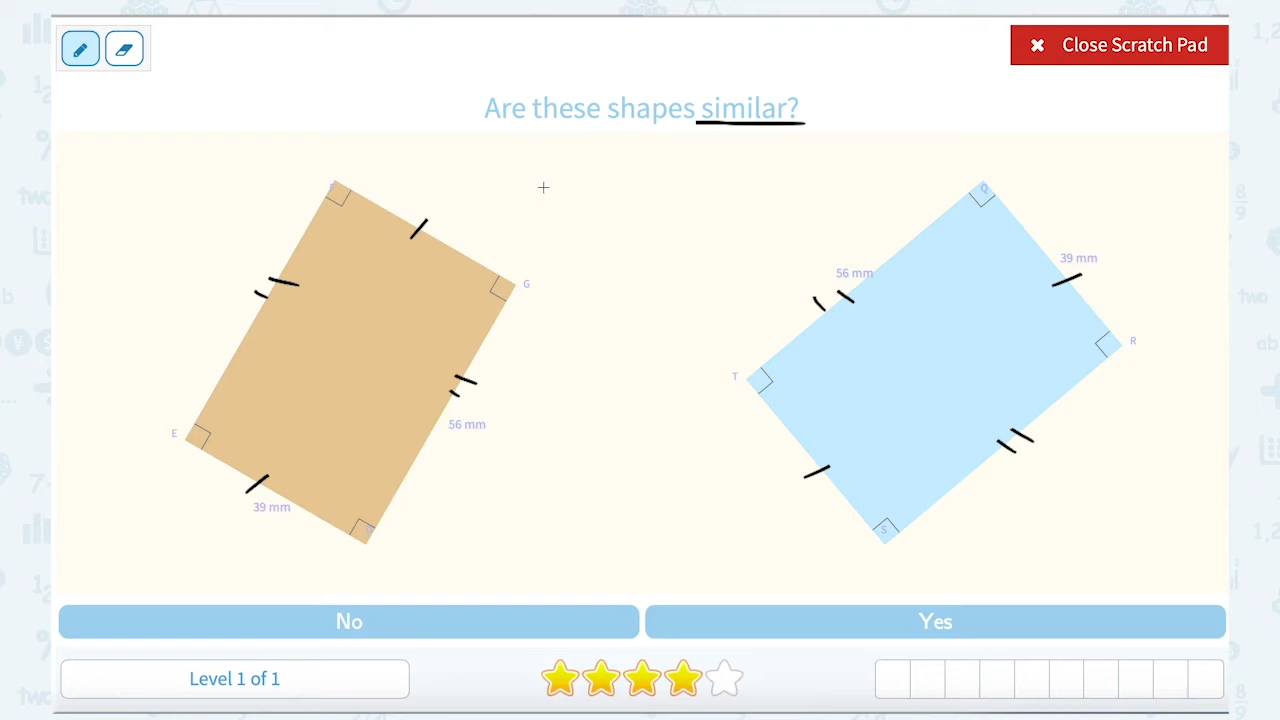 Close Scratch Pad
Are these shapes similar?
G
E
56 mm
39 mm
Q
39 mm
56 mm
R
T
S
No
Yes
Level 1 of 1